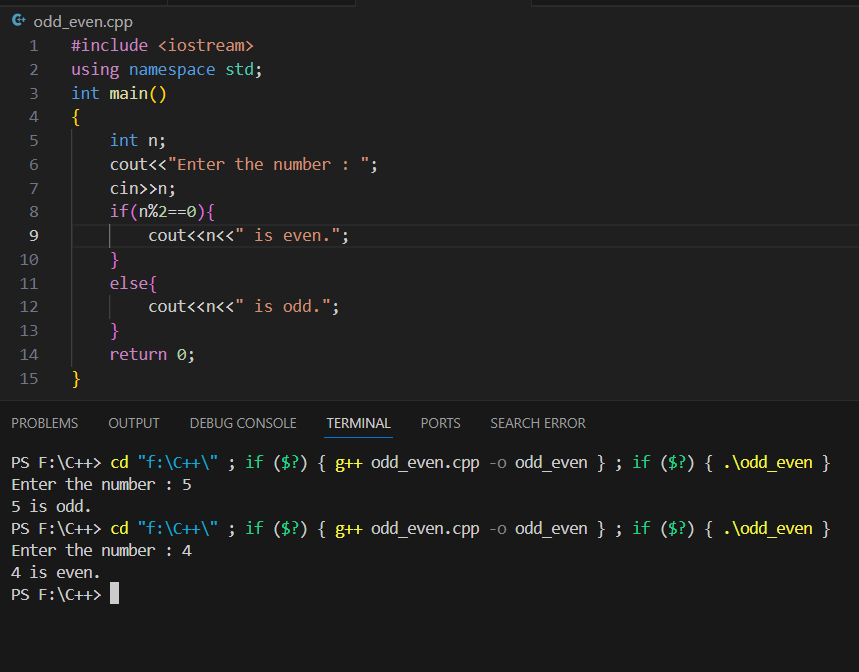 odd_even.cpp
1 #include <iostream>
2 using namespace std;
3 int main()
4 {
5     int n;
6     cout<<"Enter the number : ";
7     cin>>n;
8     if(n%2==0){
9         cout<<n<<" is even.";
10     }
11     else{
12         cout<<n<<" is odd.";
13     }
14     return 0;
15 }
PROBLEMS OUTPUT DEBUG CONSOLE TERMINAL PORTS SEARCH ERROR
PS F:\C++> cd "f:\C++\" ; if ($?) { g++ odd_even.cpp -o odd_even } ; if ($?) { .\odd_even }
Enter the number : 5
5 is odd.
PS F:\C++> cd "f:\C++\" ; if ($?) { g++ odd_even.cpp -o odd_even } ; if ($?) { .\odd_even }
Enter the number : 4
4 is even.
PS F:\C++>